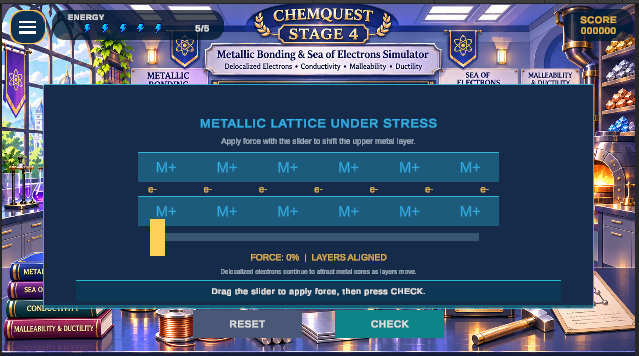 ENERGY
5/5
CHEMQUEST
STAGE 4
SCORE
000000
Metallic Bonding & Sea of Electrons Simulator
Delocalized Electrons • Conductivity • Malleability • Ductility
METALLIC
BONDING
SEA OF
ELECTRONS
MALLEABILITY
& DUCTILITY
METALLIC LATTICE UNDER STRESS
Apply force with the slider to shift the upper metal layer.
M+ M+ M+ M+ M+ M+
e- e- e- e- e- e- e-
M+ M+ M+ M+ M+ M+
FORCE: 0% | LAYERS ALIGNED
Delocalized electrons continue to attract metal cores as layers move.
Drag the slider to apply force, then press CHECK.
METAL
SEA O
CONDUCTIVITY
MALLEABILITY & DUCTILITY
RESET
CHECK